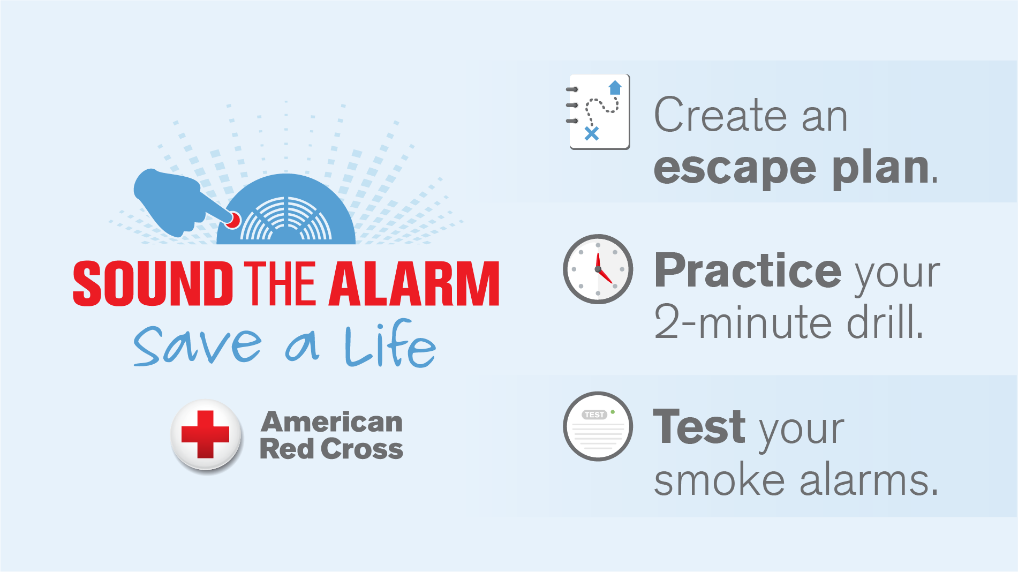 SOUND THE ALARM
Save a Life
American
Red Cross
Create an
escape plan.
Practice your
2-minute drill.
TEST
Test your
smoke alarms.